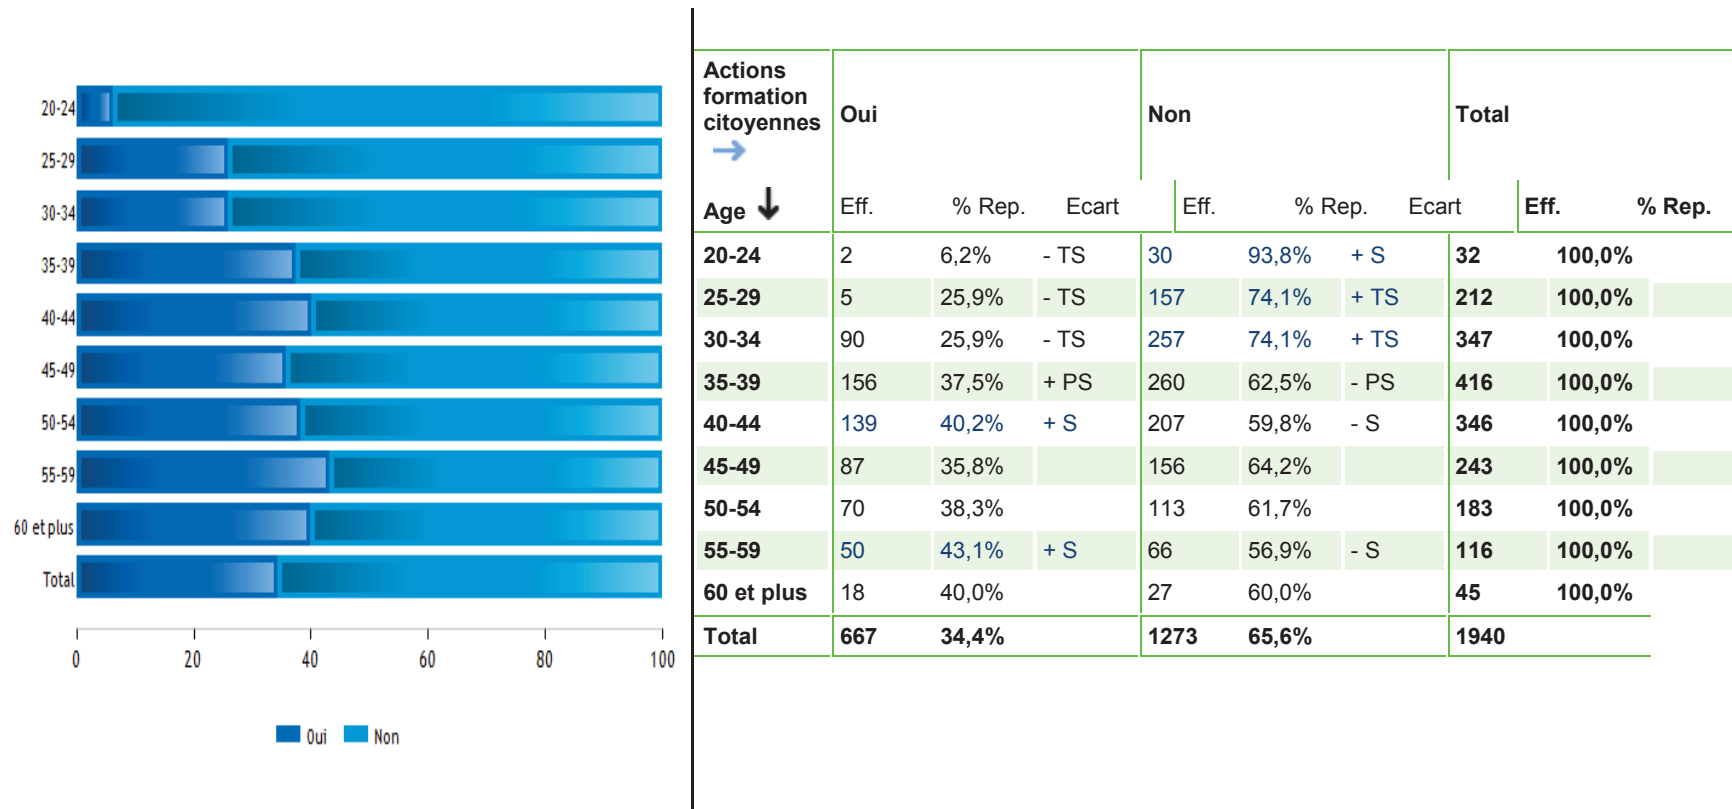 20-24
25-29
30-34
35-39
40-44
45-49
50-54
55-59
60 et plus
Total
0 20 40 60 80 100
Oui Non
Actions
formation
citoyennes Oui Non Total
Age Eff. % Rep. Ecart Eff. % Rep. Ecart Eff. % Rep.
20-24 2 6,2% - TS 30 93,8% + S 32 100,0%
25-29 5 25,9% - TS 157 74,1% + TS 212 100,0%
30-34 90 25,9% - TS 257 74,1% + TS 347 100,0%
35-39 156 37,5% + PS 260 62,5% - PS 416 100,0%
40-44 139 40,2% + S 207 59,8% - S 346 100,0%
45-49 87 35,8% 156 64,2% 243 100,0%
50-54 70 38,3% 113 61,7% 183 100,0%
55-59 50 43,1% + S 66 56,9% - S 116 100,0%
60 et plus 18 40,0% 27 60,0% 45 100,0%
Total 667 34,4% 1273 65,6% 1940